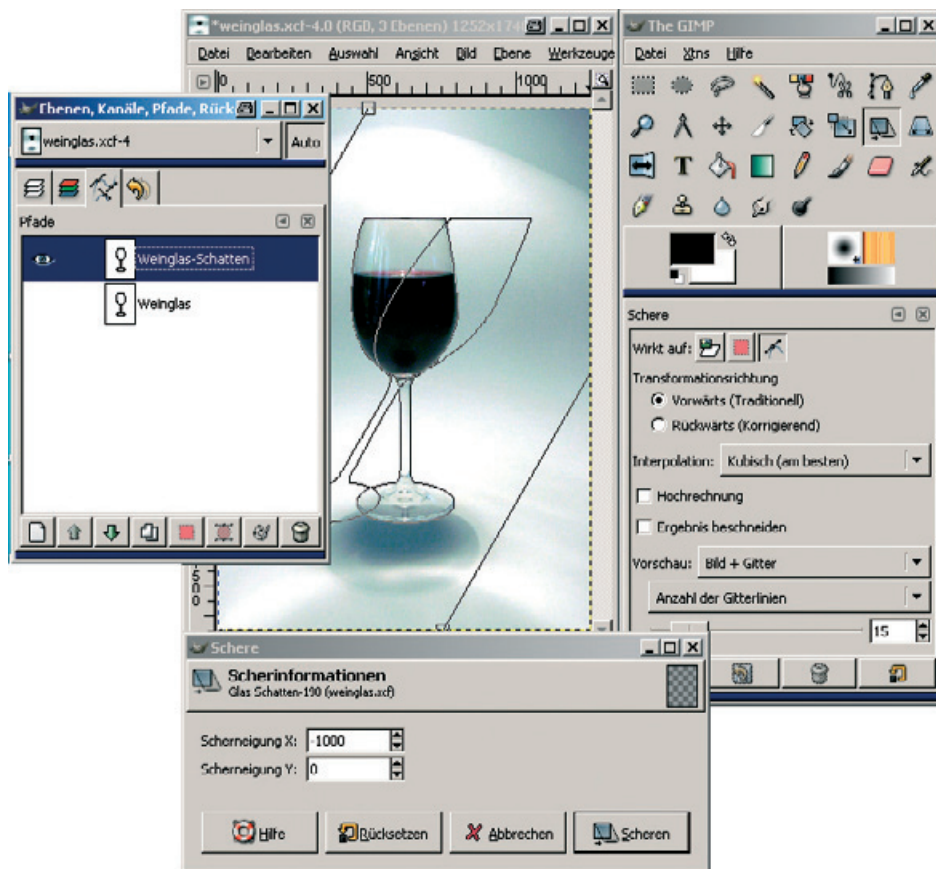 *weinglas.xcf-4.0 (RGB, 3 Ebenen) 1252x174
Datei Bearbeiten Auswahl Ansicht Bild Ebene Werkzeuge
0 500 1000
The GIMP
Datei Xtns Hilfe
Ebenen, Kanäle, Pfade, Rück
weinglas.xcf-4
Auto
Pfade
Weinglas-Schatten
Weinglas
Schere
Wirkt auf:
Transformationsrichtung
Vorwärts (Traditionell)
Rückwärts (Korrigierend)
Interpolation: Kubisch (am besten)
Hochrechnung
Ergebnis beschneiden
Vorschau: Bild + Gitter
Anzahl der Gitterlinien
15
Schere
Scherinformationen
Glas Schatten-190 (weinglas.xcf)
Scherneigung X: -1000
Scherneigung Y: 0
Hilfe
Rücksetzen
Abbrechen
Scheren